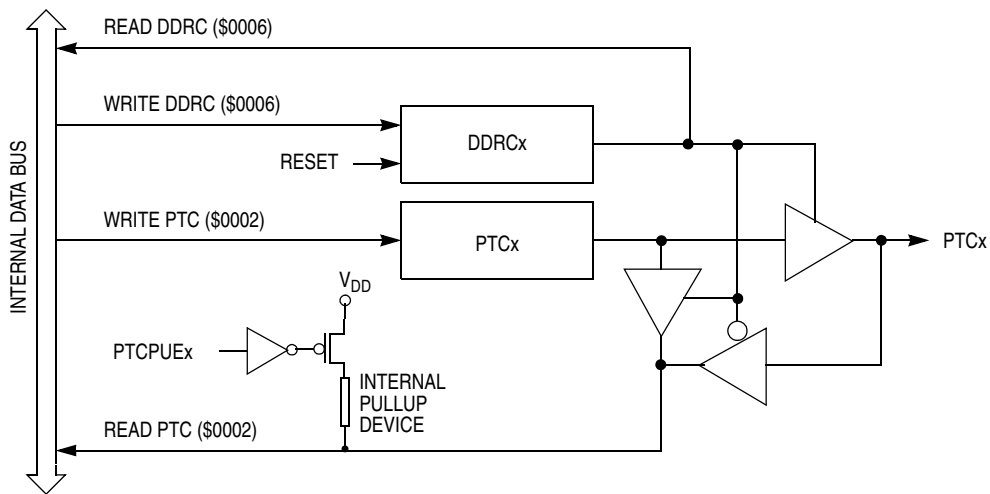 READ DDRC ($0006)
WRITE DDRC ($0006)
DDRCx
RESET
INTERNAL DATA BUS
WRITE PTC ($0002)
PTCx
PTCx
VDD
PTCPUEx
INTERNAL
PULLUP
DEVICE
READ PTC ($0002)